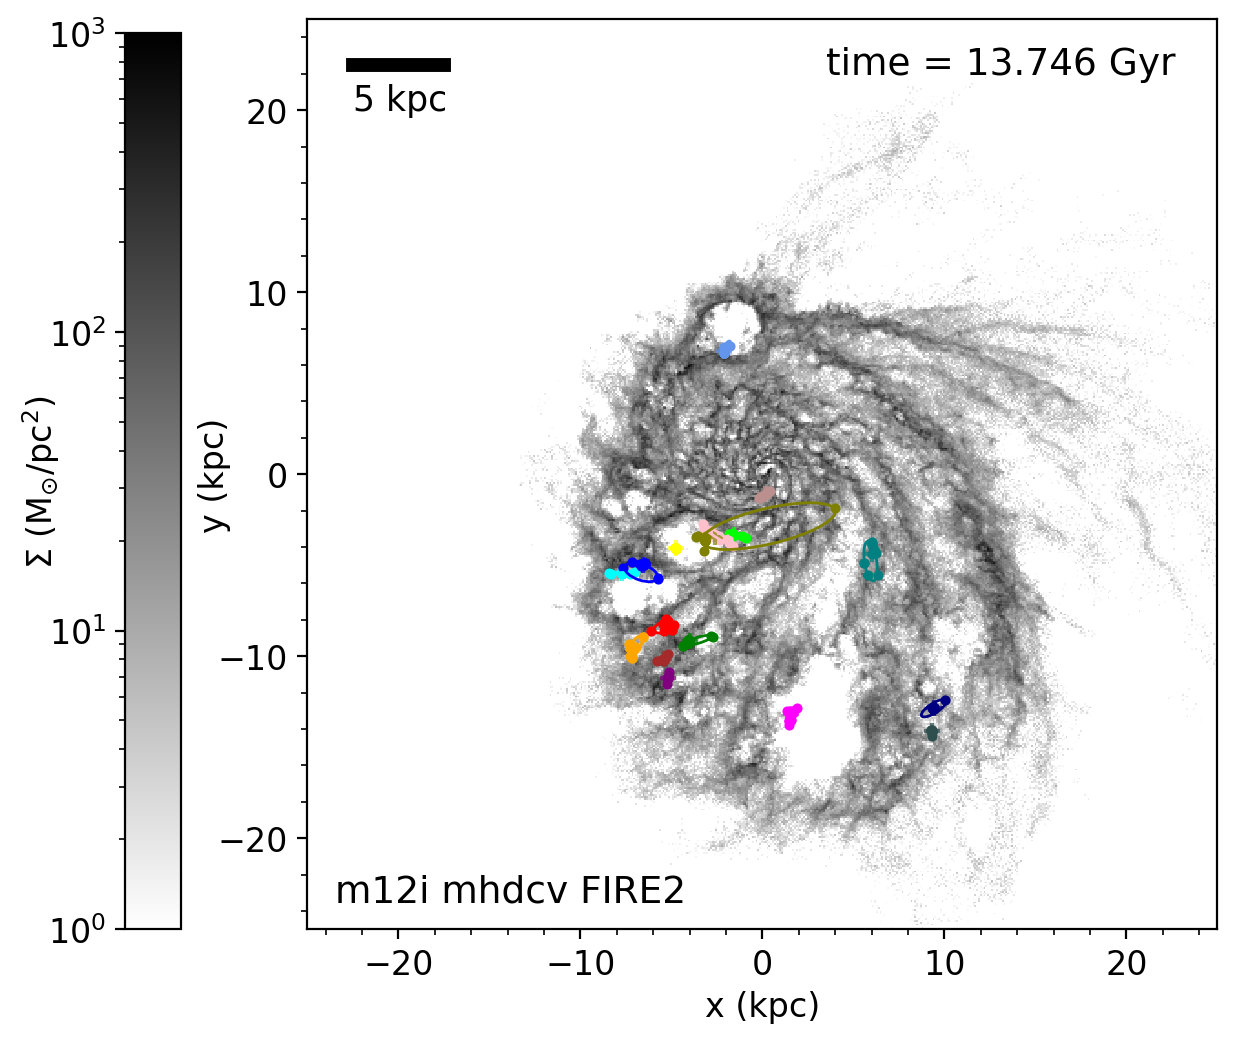 time = 13.746 Gyr
5 kpc
m12i mhdcv FIRE2
10³
10²
10¹
10⁰
Σ (M⊙/pc²)
20
10
0
−10
−20
y (kpc)
−20
−10
0
10
20
x (kpc)